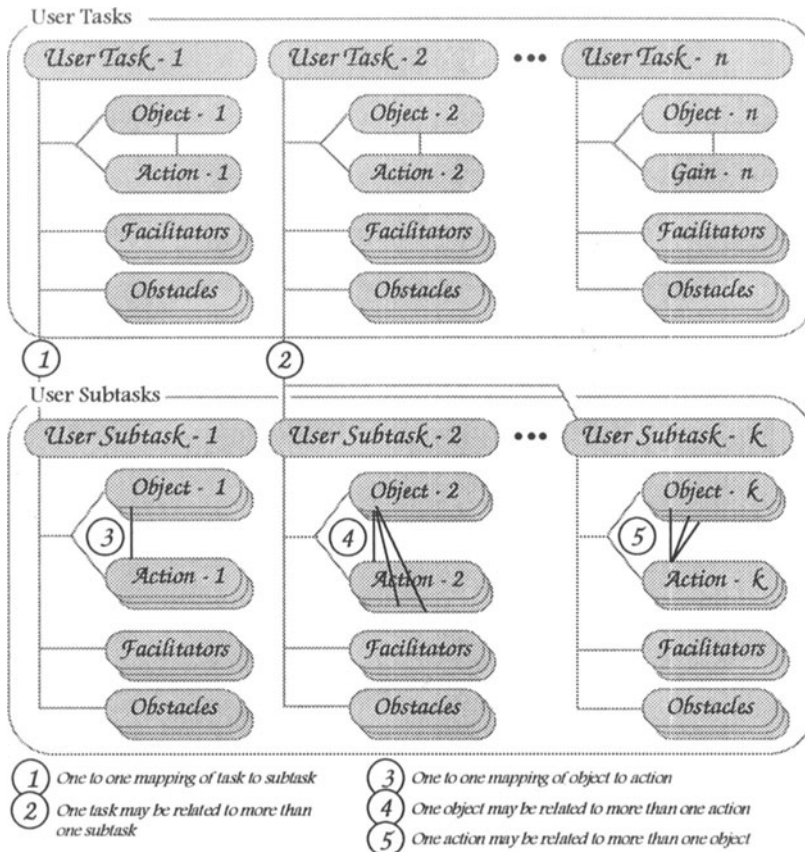 User Tasks
User Task - 1 User Task - 2 ••• User Task - n
Object - 1 Object - 2 Object - n
Action - 1 Action - 2 Gain - n
Facilitators Facilitators Facilitators
Obstacles Obstacles Obstacles
1 2
User Subtasks
User Subtask - 1 User Subtask - 2 ••• User Subtask - k
Object - 1 Object - 2 Object - k
3 4 5
Action - 1 Action - 2 Action - k
Facilitators Facilitators Facilitators
Obstacles Obstacles Obstacles
1 One to one mapping of task to subtask
2 One task may be related to more than
one subtask
3 One to one mapping of object to action
4 One object may be related to more than one action
5 One action may be related to more than one object